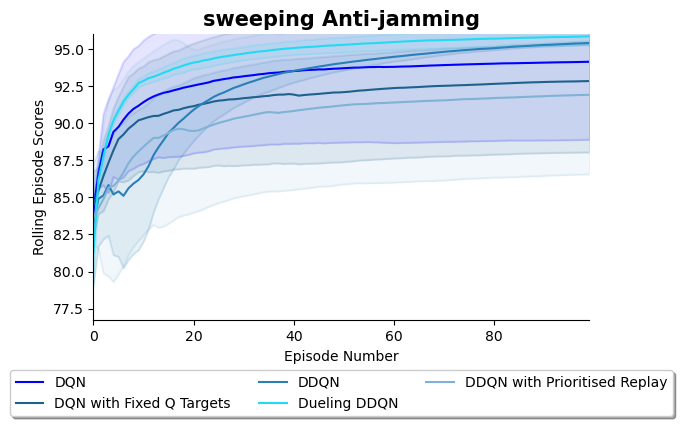 sweeping Anti-jamming
95.0
92.5
90.0
87.5
85.0
82.5
80.0
77.5
Rolling Episode Scores
0 20 40 60 80
Episode Number
DQN DDQN DDQN with Prioritised Replay
DQN with Fixed Q Targets Dueling DDQN